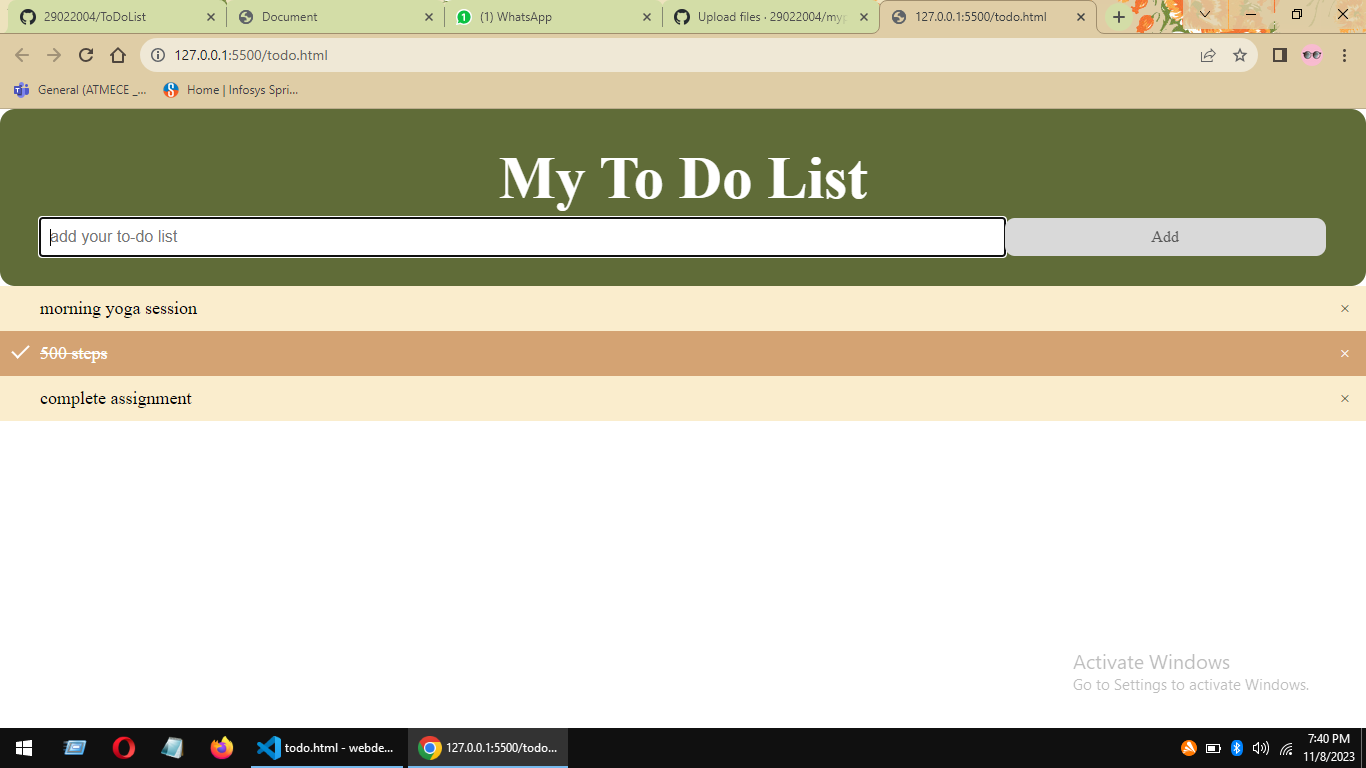 29022004/ToDoList
Document
(1) WhatsApp
Upload files · 29022004/myp
127.0.0.1:5500/todo.html
127.0.0.1:5500/todo.html
General (ATMECE _...
Home | Infosys Spri...
My To Do List
add your to-do list
Add
morning yoga session
×
500 steps
×
complete assignment
×
Activate Windows
Go to Settings to activate Windows.
todo.html - webde...
127.0.0.1:5500/todo...
7:40 PM
11/8/2023